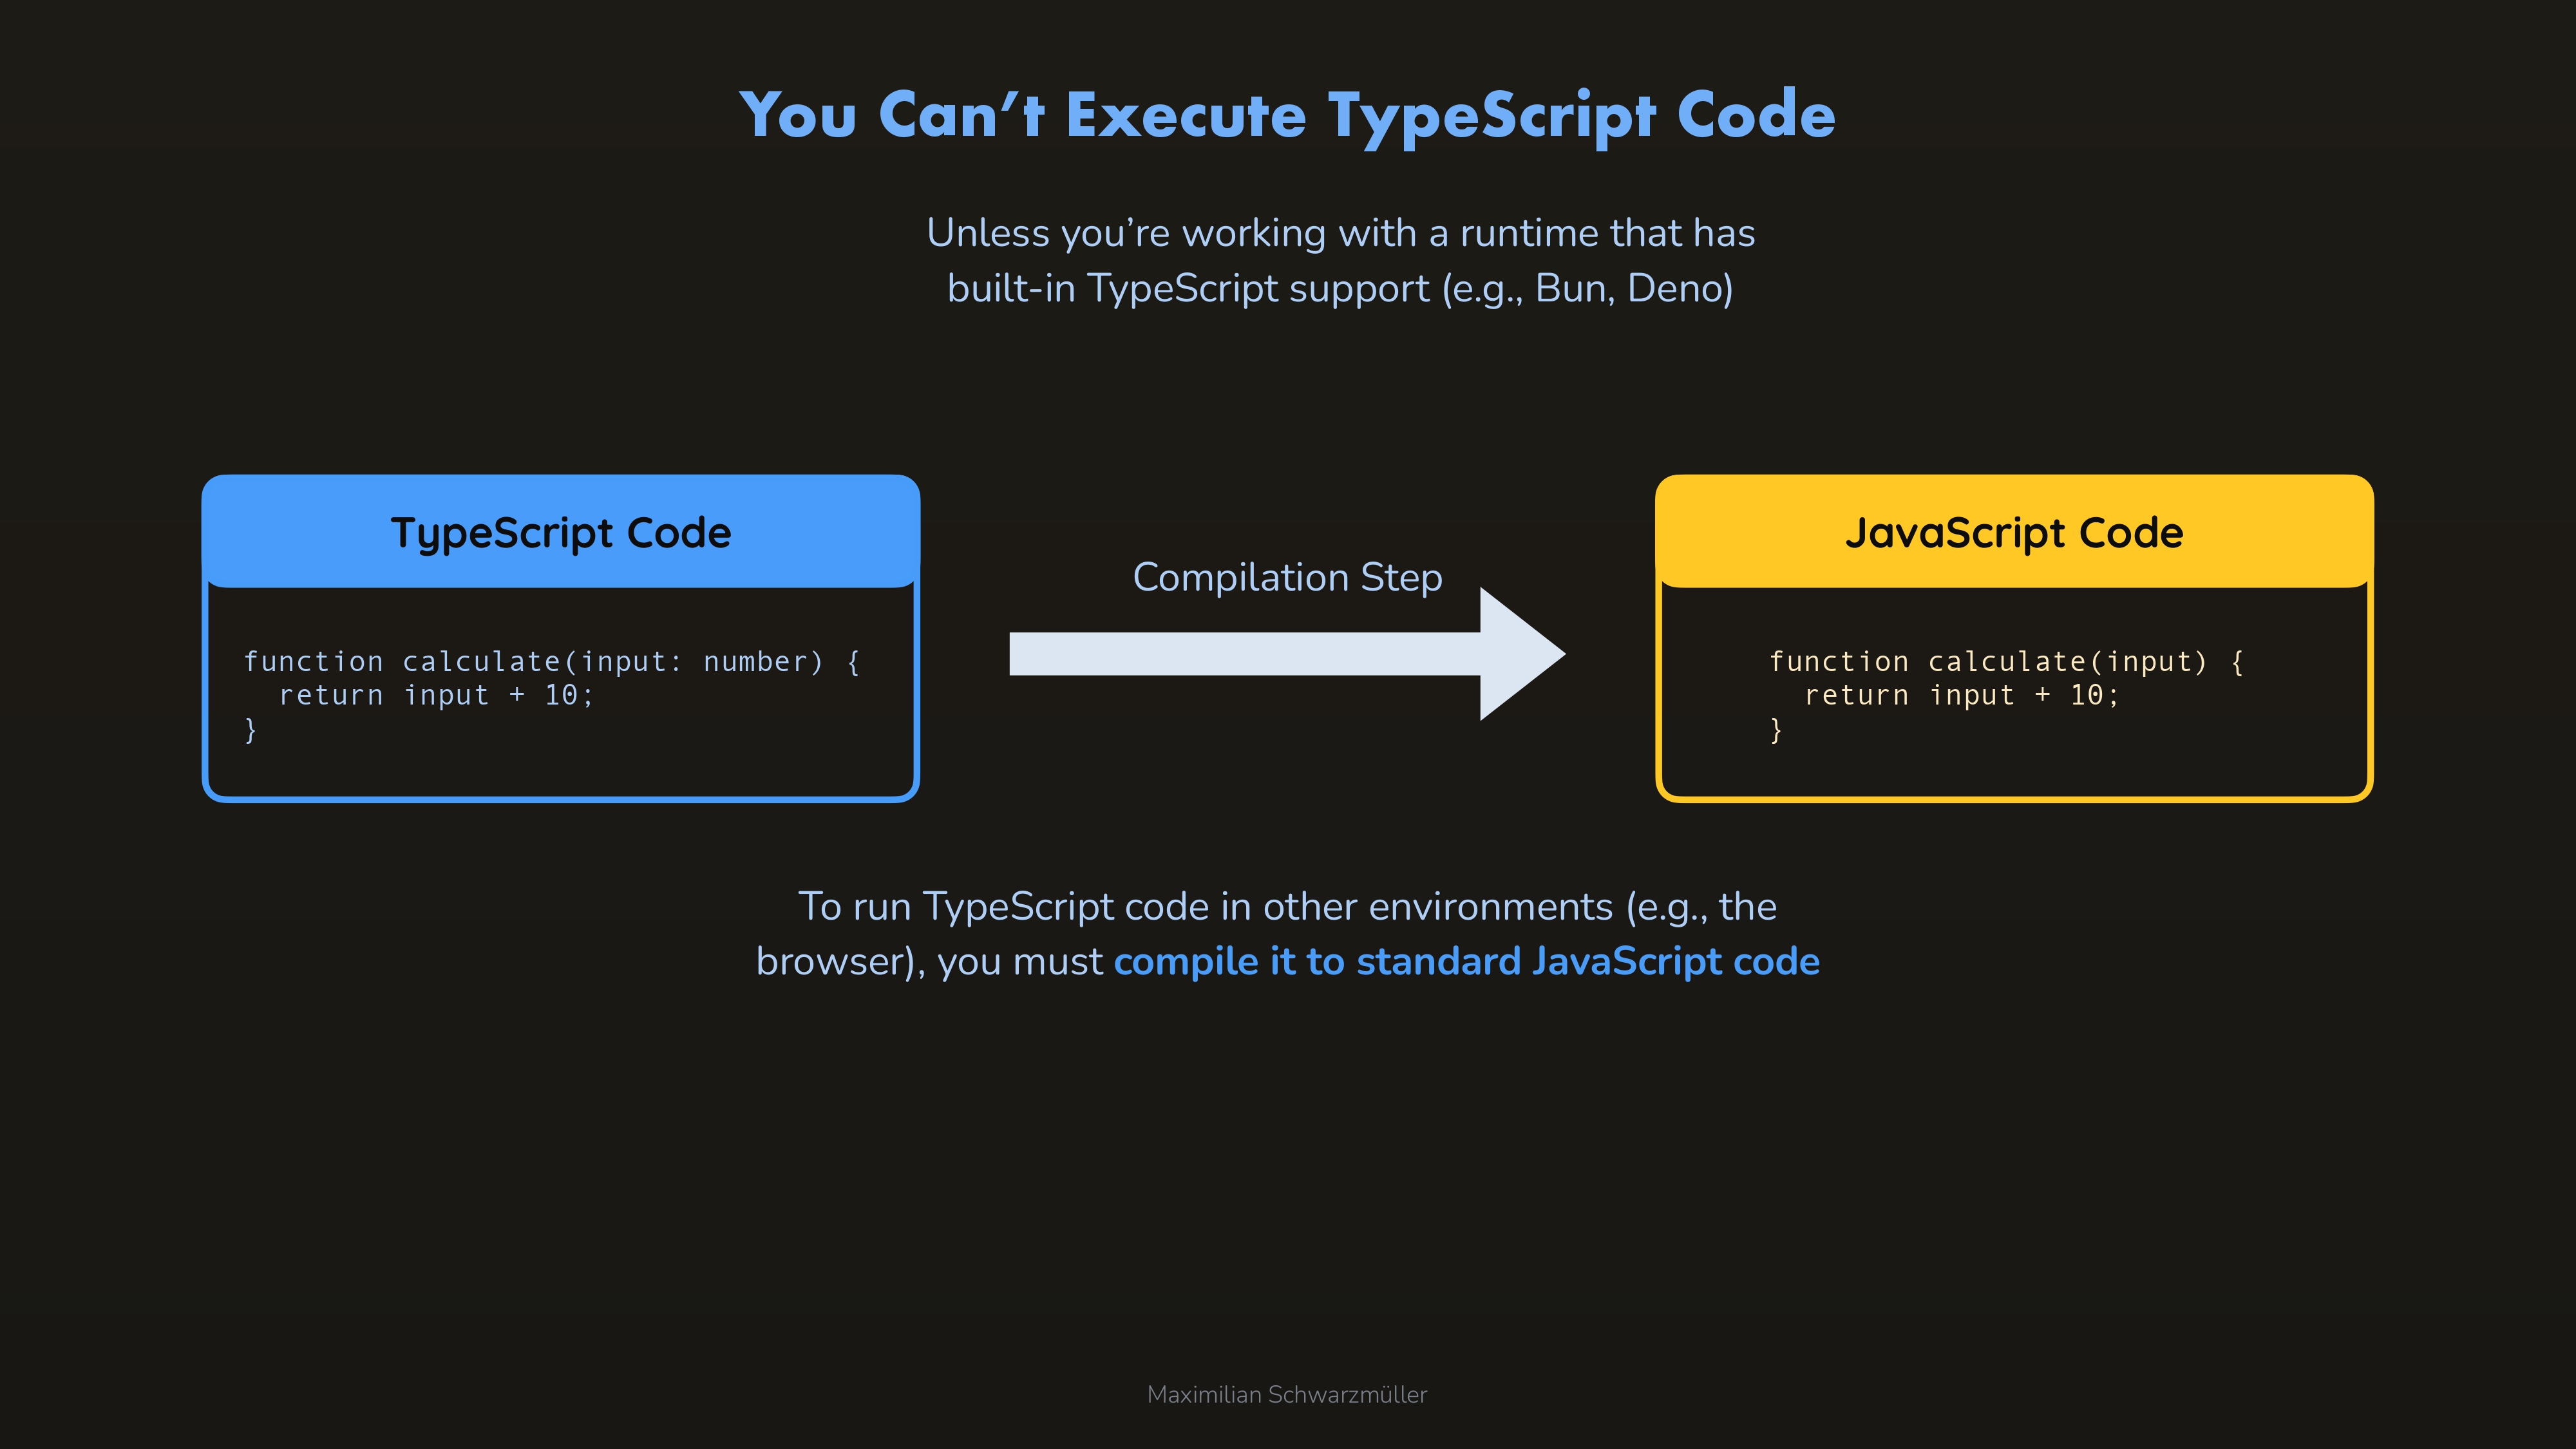 You Can’t Execute TypeScript Code
Unless you’re working with a runtime that has
built-in TypeScript support (e.g., Bun, Deno)
TypeScript Code
function calculate(input: number) {
  return input + 10;
}
Compilation Step
JavaScript Code
function calculate(input) {
  return input + 10;
}
To run TypeScript code in other environments (e.g., the
browser), you must compile it to standard JavaScript code
Maximilian Schwarzmüller